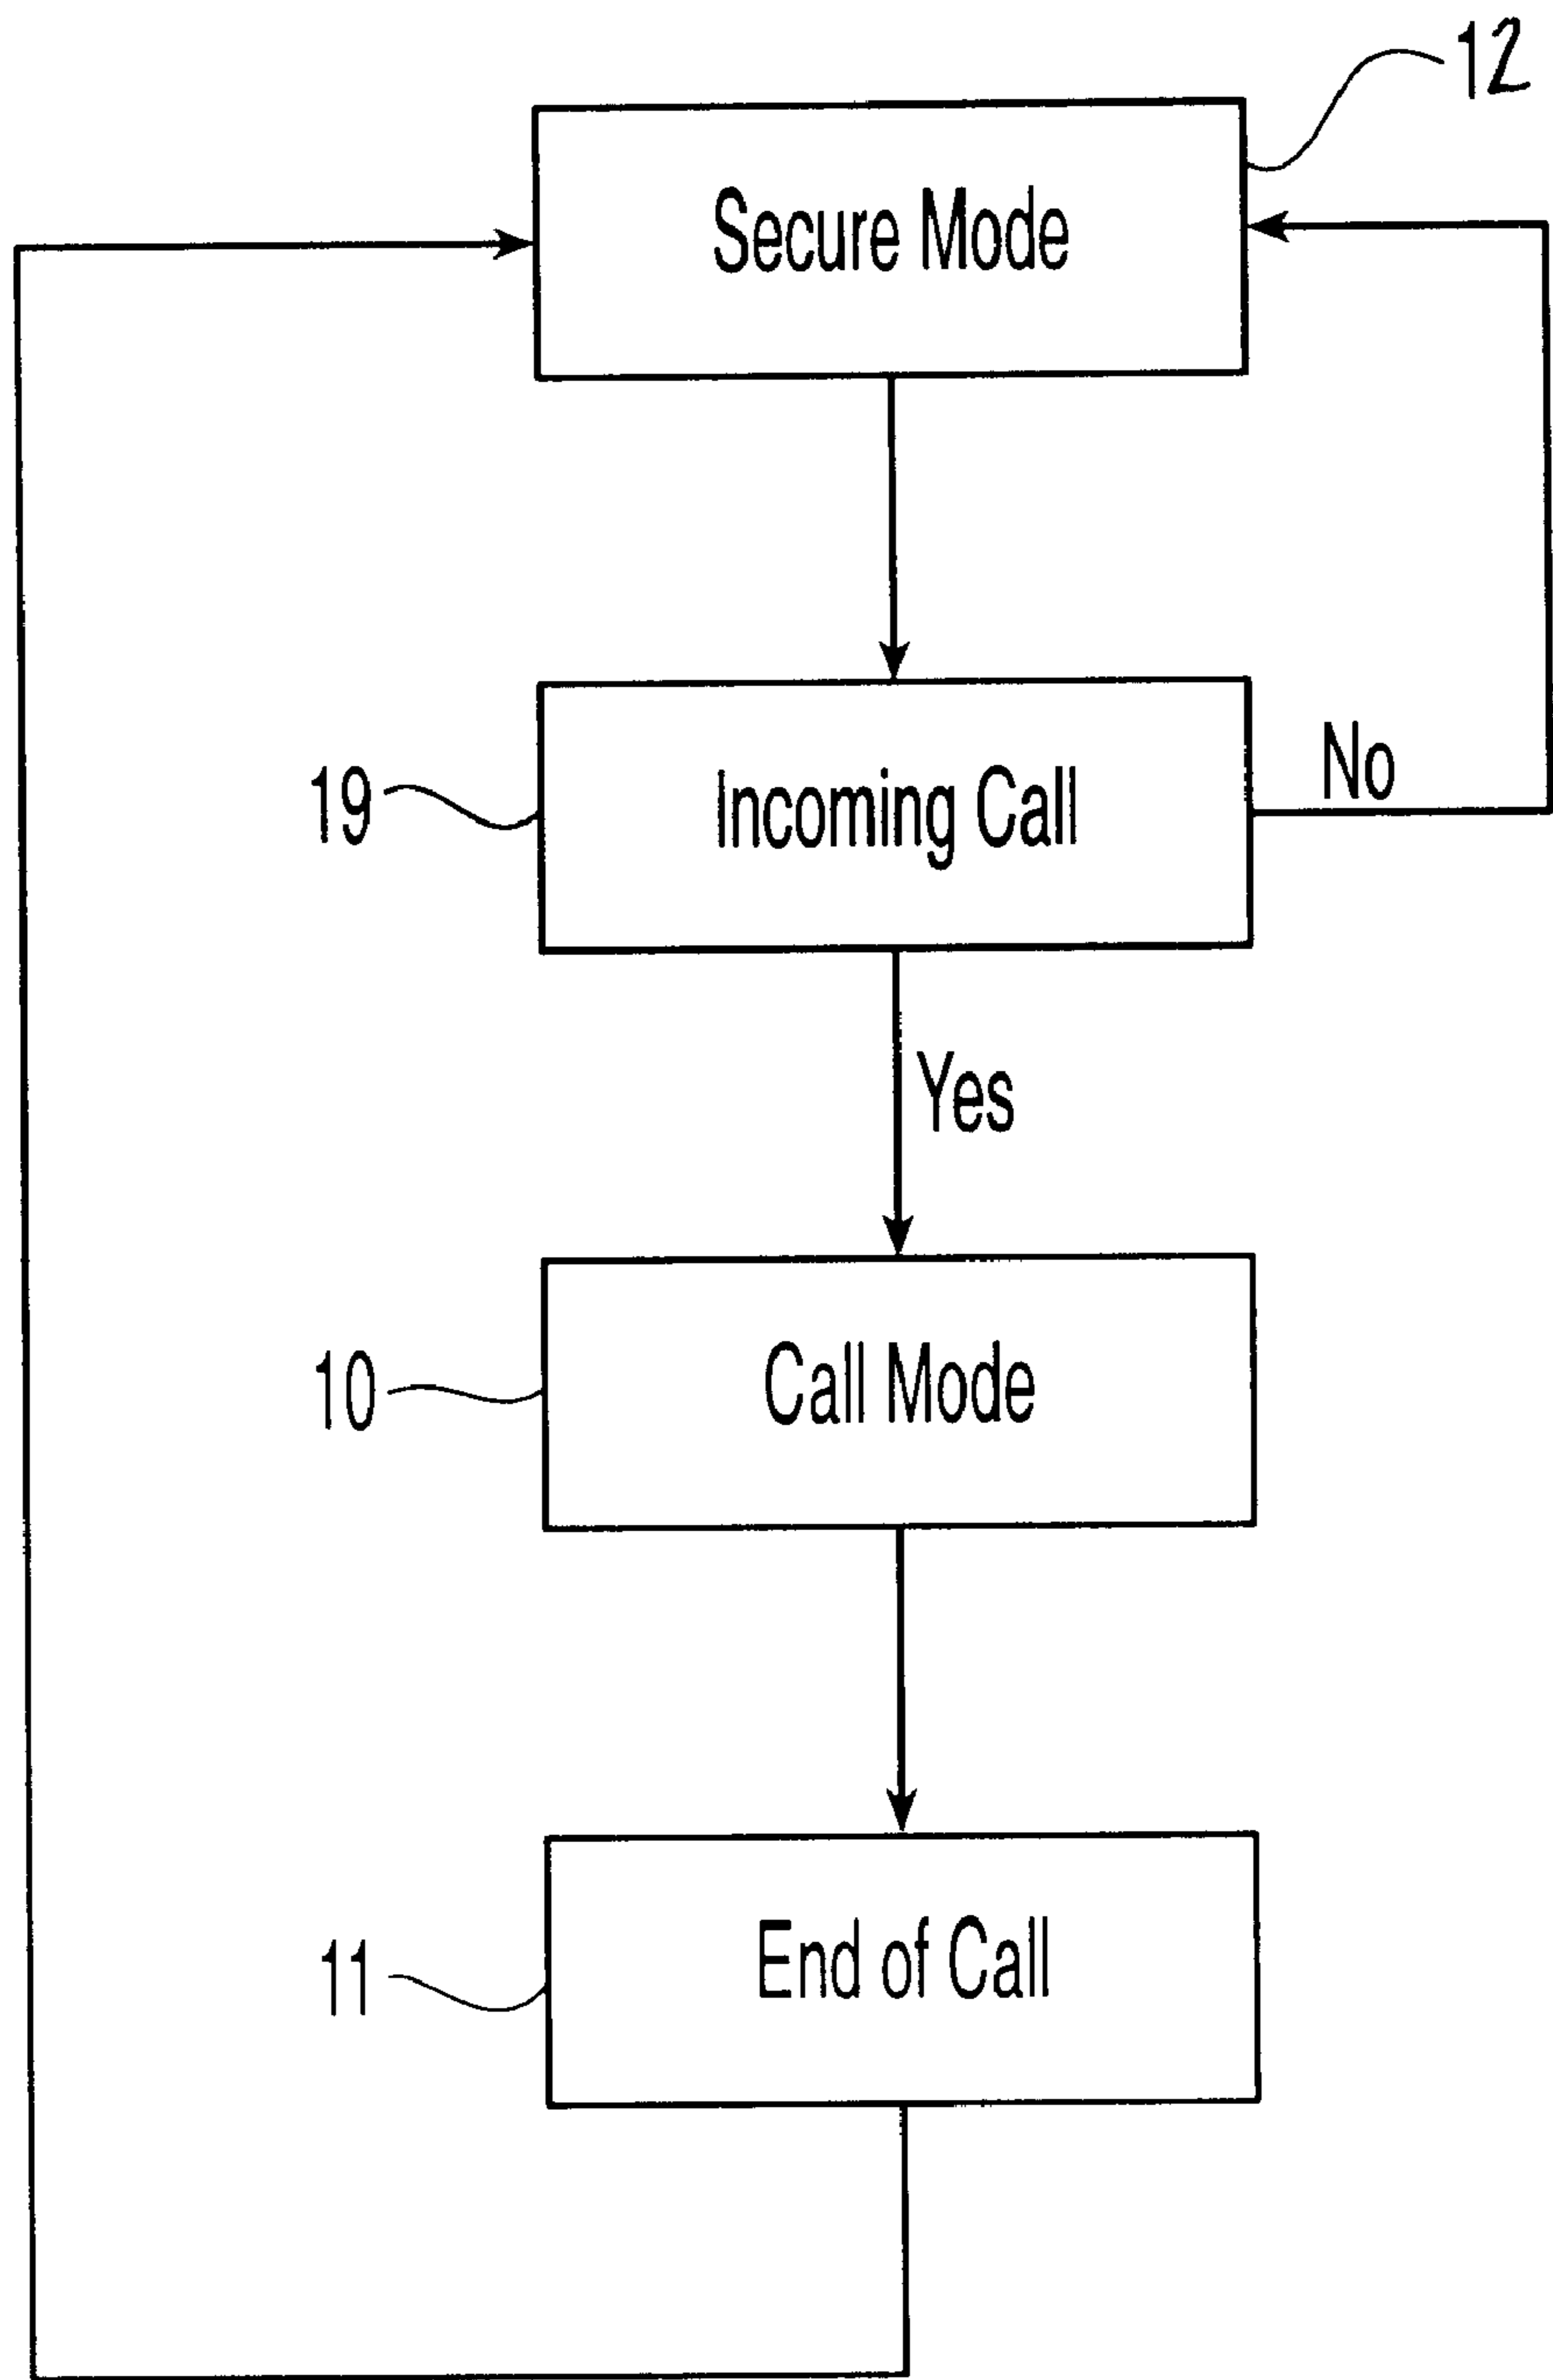 12
Secure Mode
19
Incoming Call
No
Yes
10
Call Mode
11
End of Call